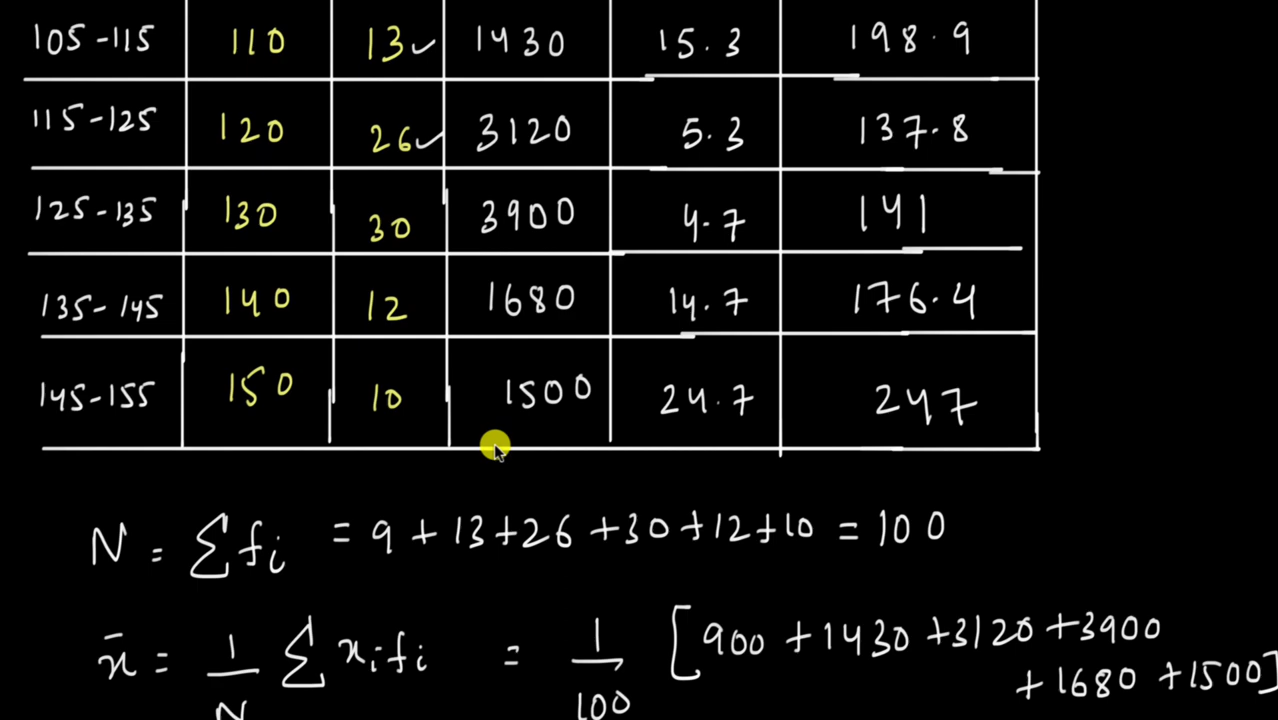 105-115 110 13✓ 1430 15.3 198.9
115-125 120 26✓ 3120 5.3 137.8
125-135 130 30 3900 4.7 141
135-145 140 12 1680 14.7 176.4
145-155 150 10 1500 24.7 247
N = ∑fi = 9+13+26+30+12+10 = 100
x̄ = 1/N ∑xifi = 1/100 [900+1430+3120+3900
+1680+1500]